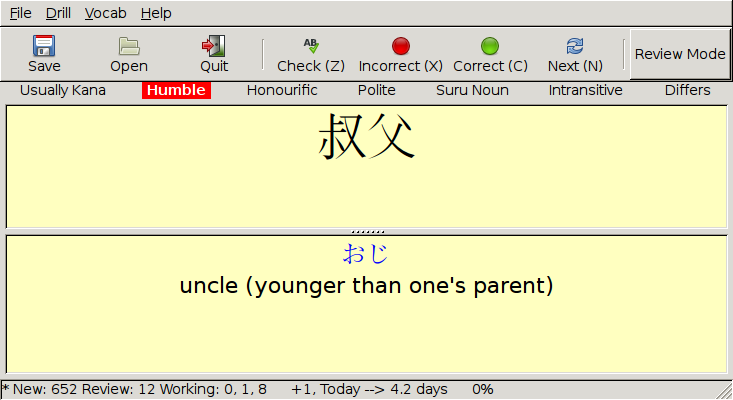 File Drill Vocab Help
Save Open Quit Check (Z) Incorrect (X) Correct (C) Next (N) Review Mode
Usually Kana Humble Honourific Polite Suru Noun Intransitive Differs
叔父
おじ
uncle (younger than one's parent)
* New: 652 Review: 12 Working: 0, 1, 8 +1, Today --> 4.2 days 0%